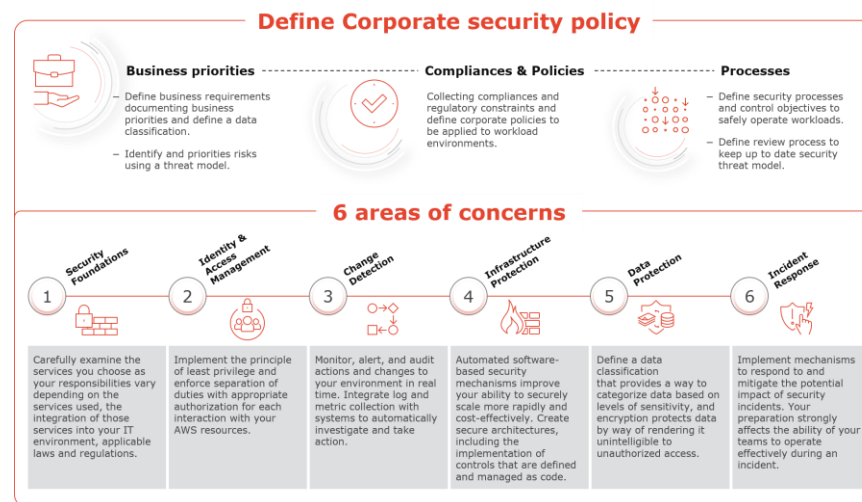 Define Corporate security policy
Business priorities
– Define business requirements
documenting business
priorities and define a data
classification.
– Identify and priorities risks
using a threat model.
Compliances & Policies
Collecting compliances and
regulatory constraints and
define corporate policies to
be applied to workload
environments.
Processes
– Define security processes
and control objectives to
safely operate workloads.
– Define review process to
keep up to date security
threat model.
6 areas of concerns
1
Security
Foundations
Carefully examine the
services you choose as
your responsibilities vary
depending on the
services used, the
integration of those
services into your IT
environment, applicable
laws and regulations.
2
Identity &
Access
Management
Implement the principle
of least privilege and
enforce separation of
duties with appropriate
authorization for each
interaction with your
AWS resources.
3
Change
Detection
Monitor, alert, and audit
actions and changes to
your environment in real
time. Integrate log and
metric collection with
systems to automatically
investigate and take
action.
4
Infrastructure
Protection
Automated software-
based security
mechanisms improve
your ability to securely
scale more rapidly and
cost-effectively. Create
secure architectures,
including the
implementation of
controls that are defined
and managed as code.
5
Data
Protection
Define a data
classification
that provides a way to
categorize data based on
levels of sensitivity, and
encryption protects data
by way of rendering it
unintelligible to
unauthorized access.
6
Incident
Response
Implement mechanisms
to respond to and
mitigate the potential
impact of security
incidents. Your
preparation strongly
affects the ability of your
teams to operate
effectively during an
incident.